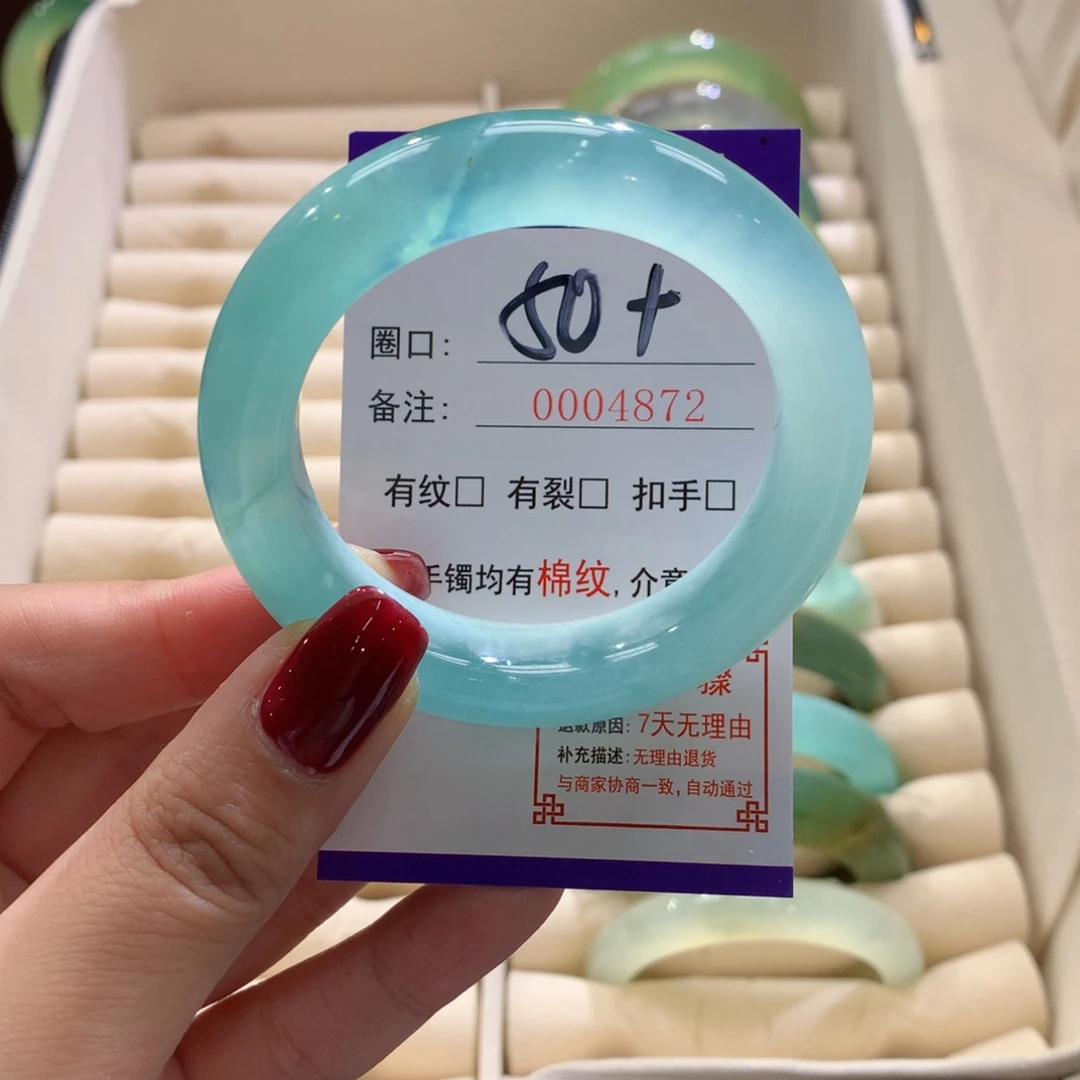 圈口: 50+
备注: 0004872
有纹□ 有裂□ 扣手□
手镯均有棉纹, 介意
骤
退款原因: 7天无理由
补充描述: 无理由退货
与商家协商一致, 自动通过